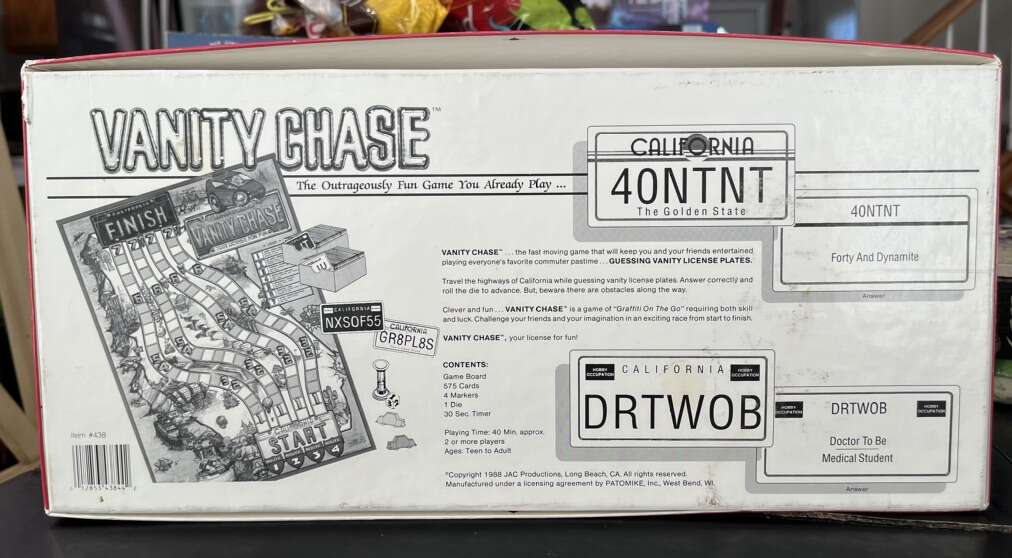 VANITY CHASE™
The Outrageously Fun Game You Already Play ...
CALIFORNIA
40NTNT
The Golden State
40NTNT
Forty And Dynamite
Answer
FINISH
VANITY CHASE
CALIFORNIA
NXSOF55
CALIFORNIA
GR8PL8S
START
1 2 3 4
VANITY CHASE™ . . . the fast moving game that will keep you and your friends entertained
playing everyone's favorite commuter pastime . . . GUESSING VANITY LICENSE PLATES.
Travel the highways of California while guessing vanity license plates. Answer correctly and
roll the die to advance. But, beware there are obstacles along the way.
Clever and fun . . . VANITY CHASE™ is a game of "Graffiti On The Go" requiring both skill
and luck. Challenge your friends and your imagination in an exciting race from start to finish.
VANITY CHASE™, your license for fun!
CONTENTS:
Game Board
575 Cards
4 Markers
1 Die
30 Sec. Timer
Playing Time: 40 Min. approx.
2 or more players
Ages: Teen to Adult
HOBBY
OCCUPATION
CALIFORNIA
HOBBY
OCCUPATION
DRTWOB
HOBBY
OCCUPATION
DRTWOB
HOBBY
OCCUPATION
Doctor To Be
Medical Student
Answer
Item #438
12853 43844 2
©Copyright 1988 JAC Productions, Long Beach, CA. All rights reserved.
Manufactured under a licensing agreement by PATOMIKE, Inc., West Bend, WI.